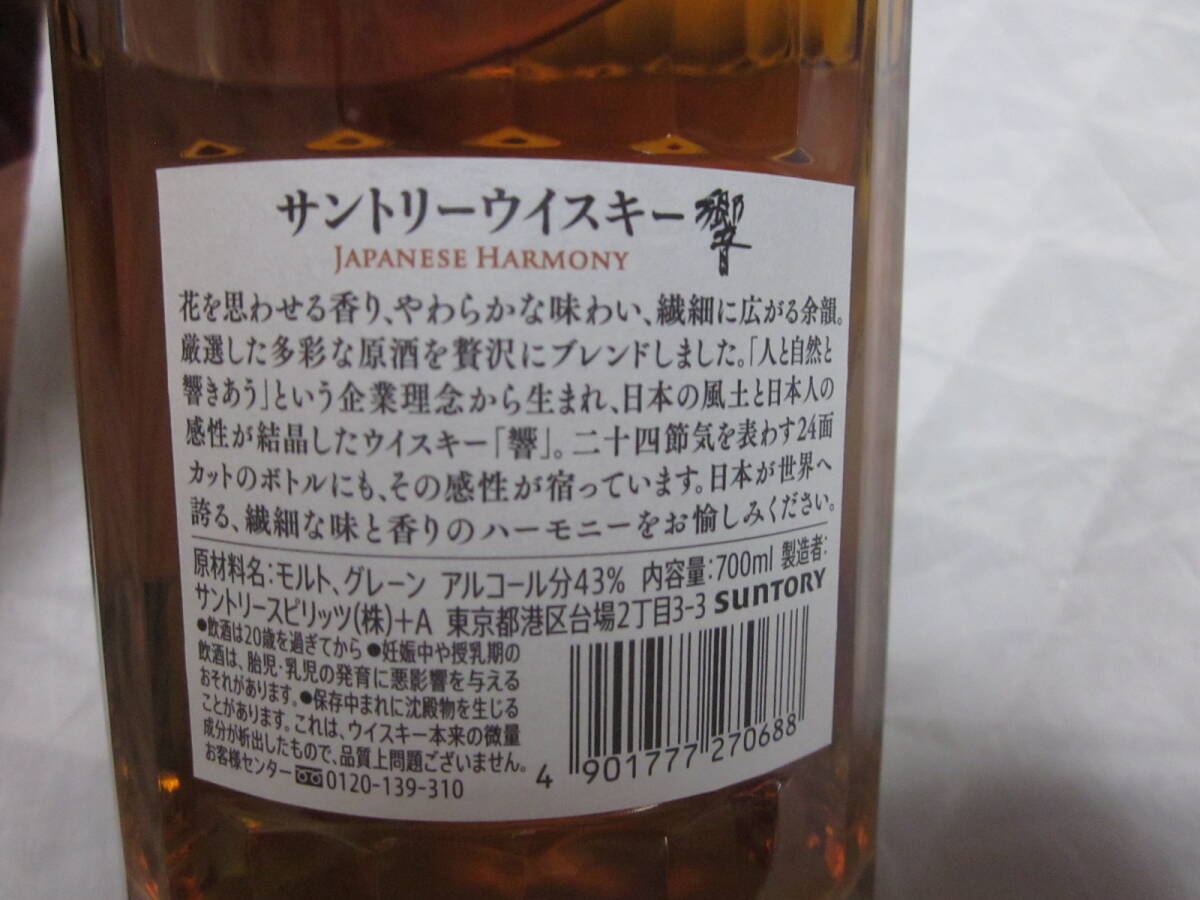 サントリーウイスキー 響
JAPANESE HARMONY
花を思わせる香り、やわらかな味わい、繊細に広がる余韻。
厳選した多彩な原酒を贅沢にブレンドしました。「人と自然と
響きあう」という企業理念から生まれ、日本の風土と日本人の
感性が結晶したウイスキー「響」。二十四節気を表わす24面
カットのボトルにも、その感性が宿っています。日本が世界へ
誇る、繊細な味と香りのハーモニーをお愉しみください。
原材料名:モルト、グレーン アルコール分43% 内容量:700ml 製造者:
サントリースピリッツ(株)+A 東京都港区台場2丁目3-3 SUNTORY
●飲酒は20歳を過ぎてから ●妊娠中や授乳期の
飲酒は、胎児・乳児の発育に悪影響を与える
おそれがあります。●保存中まれに沈殿物を生じる
ことがあります。これは、ウイスキー本来の微量
成分が析出したもので、品質上問題ございません。
お客様センター 0120-139-310
4 901777 270688